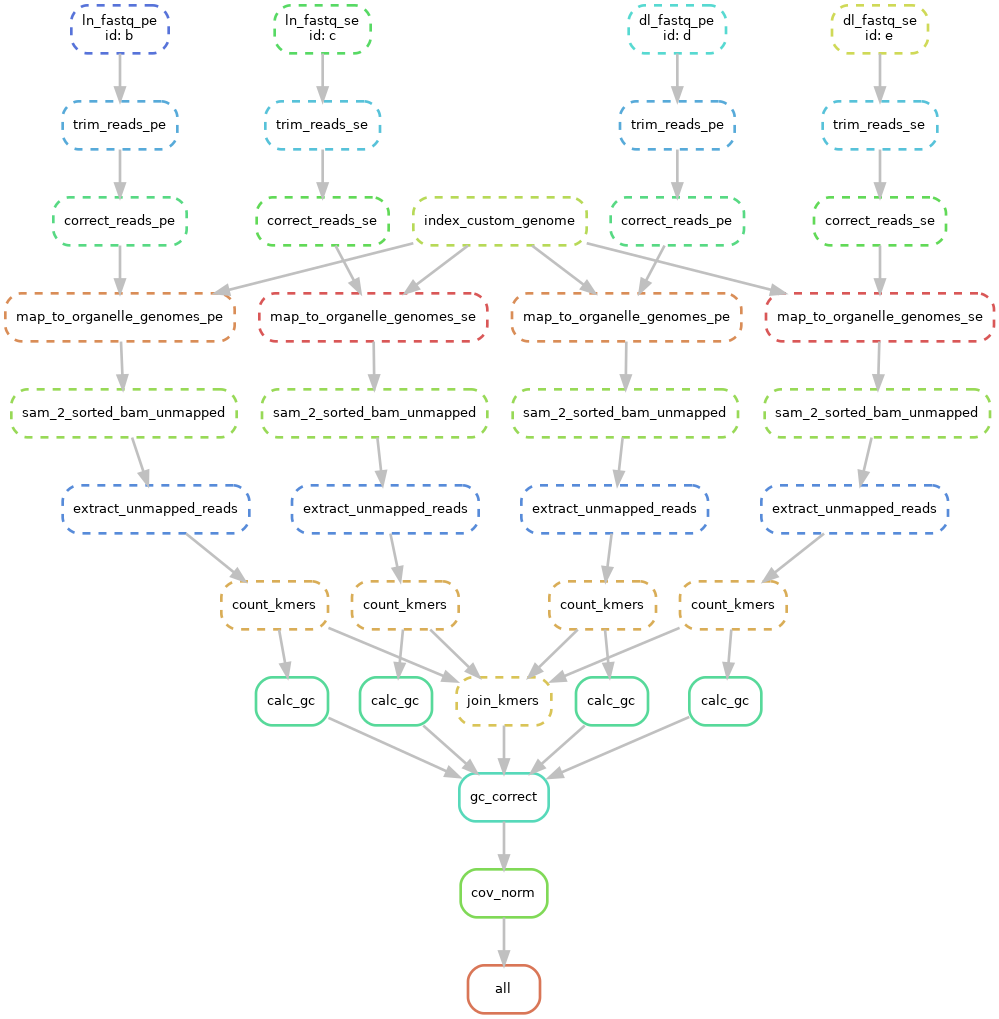 ln_fastq_pe
id: b
ln_fastq_se
id: c
dl_fastq_pe
id: d
dl_fastq_se
id: e
trim_reads_pe
trim_reads_se
trim_reads_pe
trim_reads_se
correct_reads_pe
correct_reads_se
index_custom_genome
correct_reads_pe
correct_reads_se
map_to_organelle_genomes_pe
map_to_organelle_genomes_se
map_to_organelle_genomes_pe
map_to_organelle_genomes_se
sam_2_sorted_bam_unmapped
sam_2_sorted_bam_unmapped
sam_2_sorted_bam_unmapped
sam_2_sorted_bam_unmapped
extract_unmapped_reads
extract_unmapped_reads
extract_unmapped_reads
extract_unmapped_reads
count_kmers
count_kmers
count_kmers
count_kmers
calc_gc
calc_gc
join_kmers
calc_gc
calc_gc
gc_correct
cov_norm
all